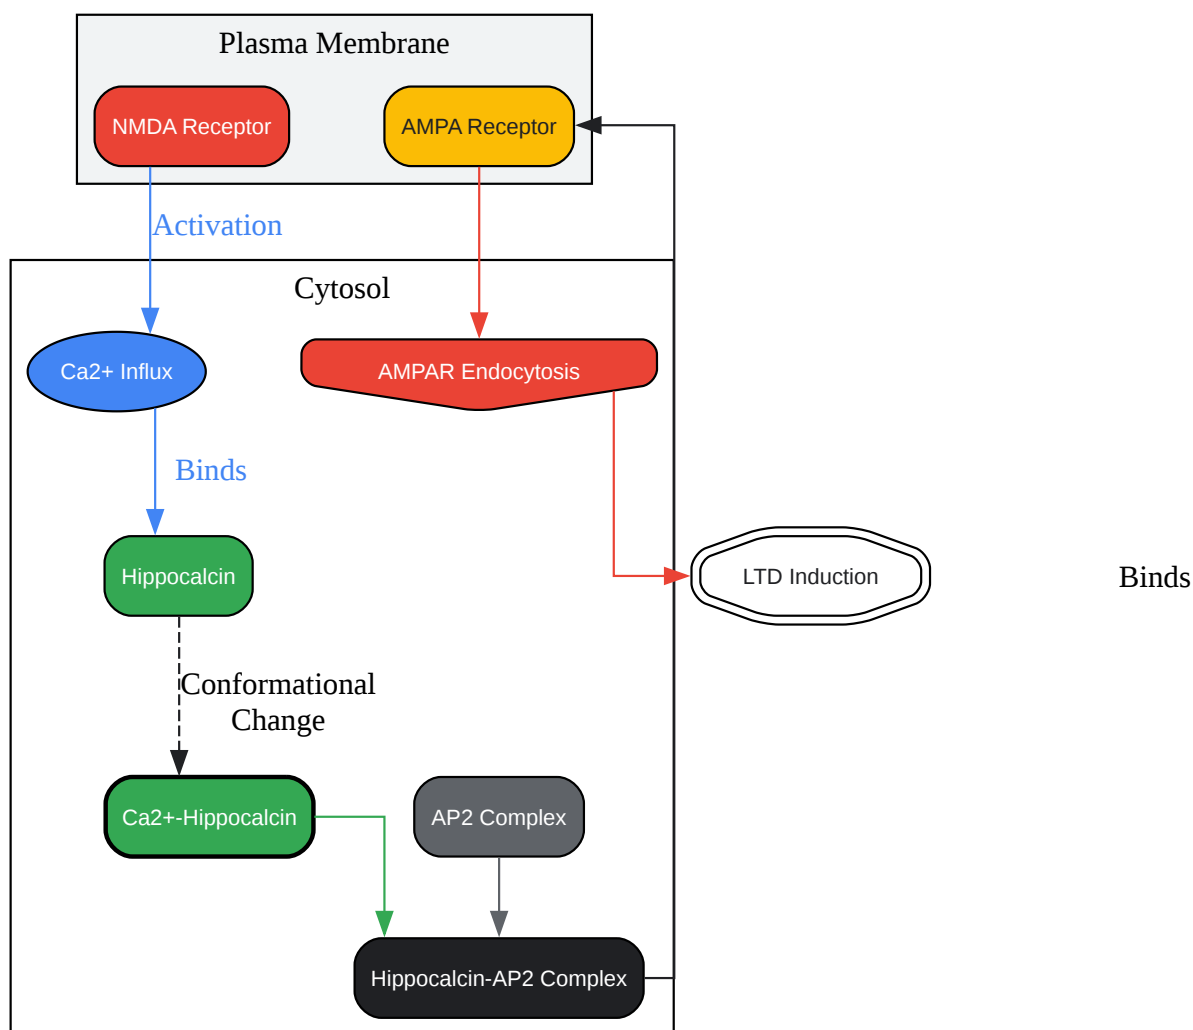 Plasma Membrane
NMDA Receptor
AMPA Receptor
Activation
Cytosol
Ca2+ Influx
AMPAR Endocytosis
Binds
Hippocalcin
LTD Induction
Binds
Conformational
Change
Ca2+-Hippocalcin
AP2 Complex
Hippocalcin-AP2 Complex